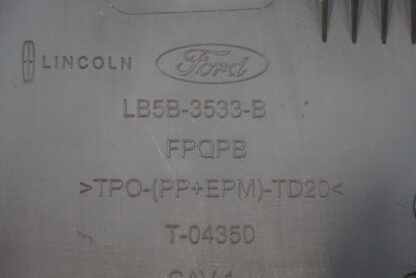 LINCOLN Ford
LB5B-3533-B
FPQPB
>TPO-(PP+EPM)-TD20<
T-04350